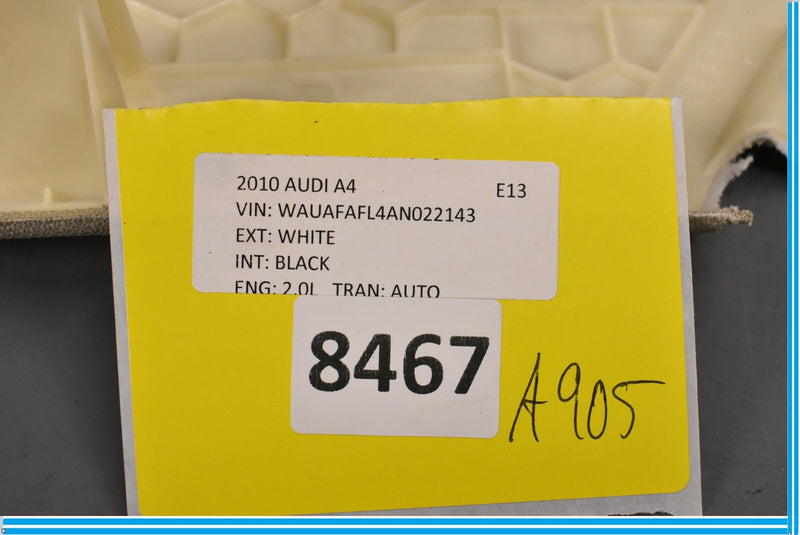 2010 AUDI A4 E13
VIN: WAUAFAFL4AN022143
EXT: WHITE
INT: BLACK
ENG: 2.0L TRAN: AUTO
8467
A905